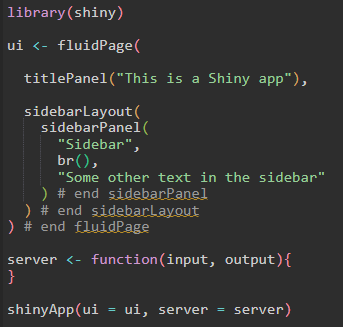 library(shiny)
ui <- fluidPage(
titlePanel("This is a Shiny app"),
sidebarLayout(
sidebarPanel(
"Sidebar",
br(),
"Some other text in the sidebar"
) # end sidebarPanel
) # end sidebarLayout
) # end fluidPage
server <- function(input, output){
}
shinyApp(ui = ui, server = server)